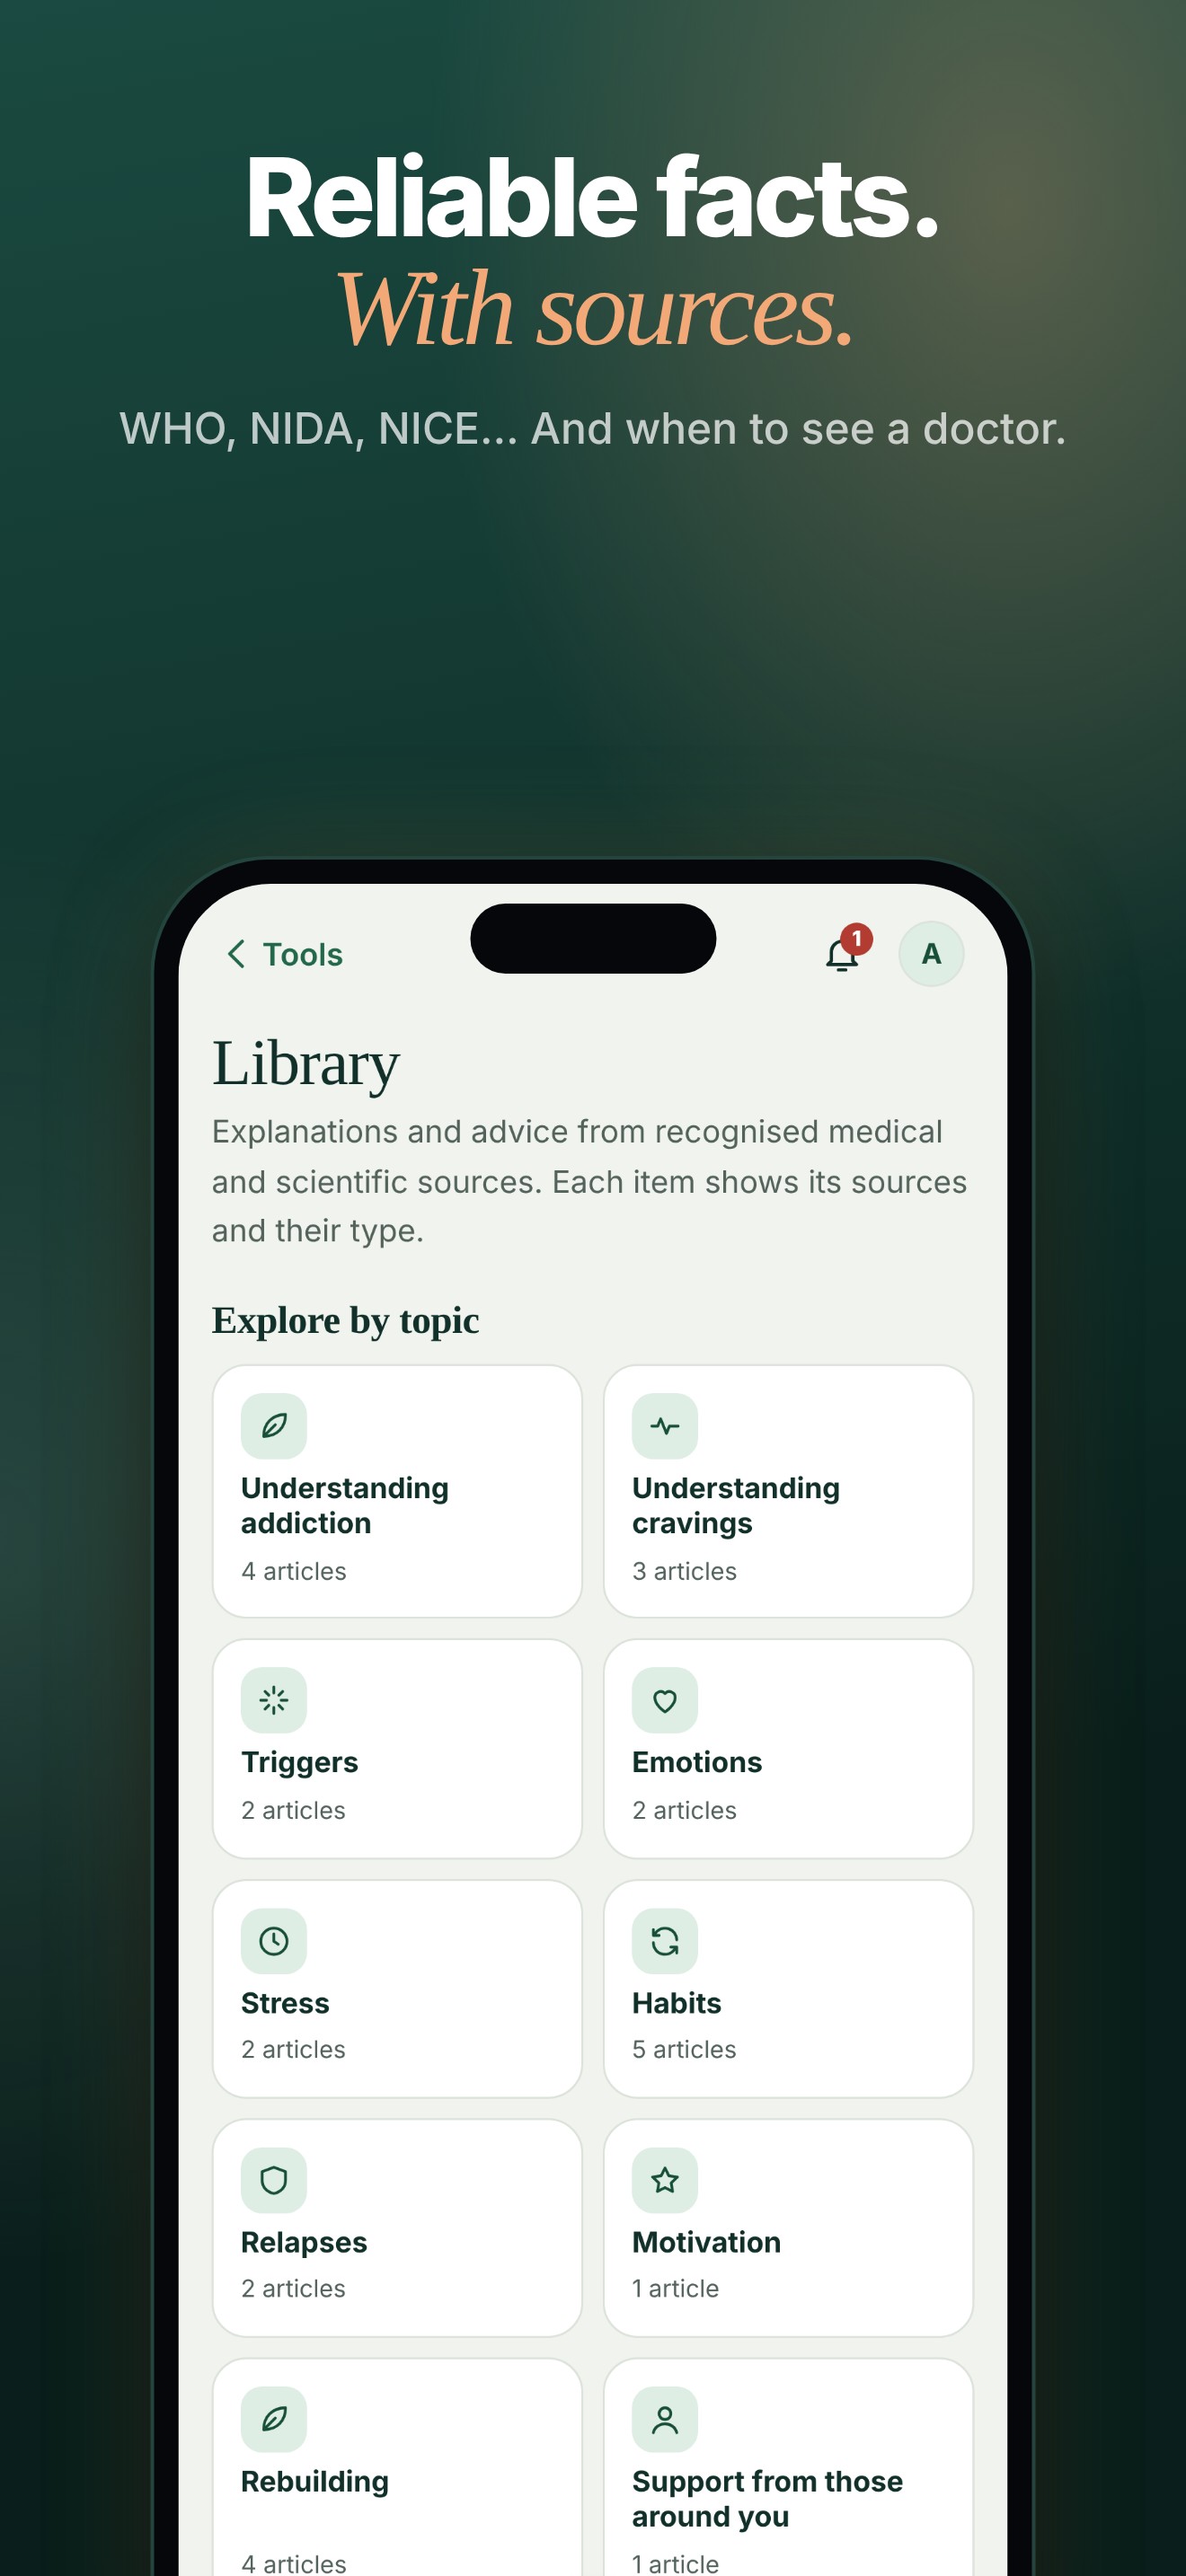 Reliable facts.
With sources.
WHO, NIDA, NICE... And when to see a doctor.
Tools
1
A
Library
Explanations and advice from recognised medical
and scientific sources. Each item shows its sources
and their type.
Explore by topic
Understanding
addiction
4 articles
Understanding
cravings
3 articles
Triggers
2 articles
Emotions
2 articles
Stress
2 articles
Habits
5 articles
Relapses
2 articles
Motivation
1 article
Rebuilding
4 articles
Support from those
around you
1 article